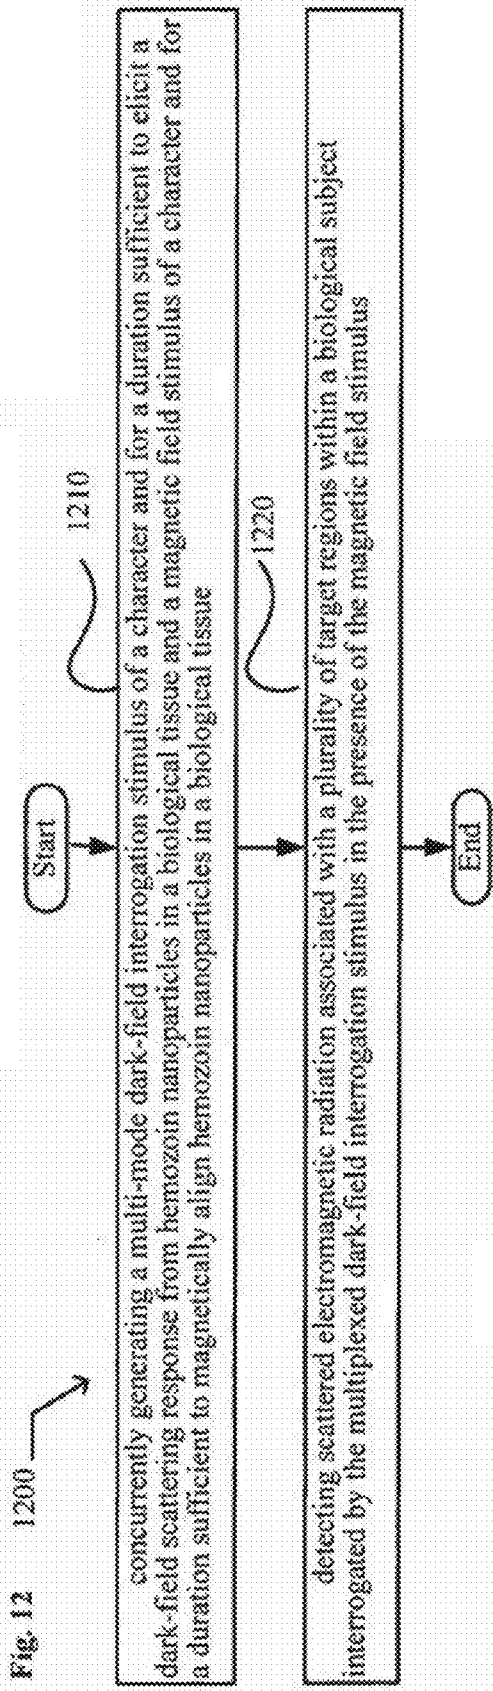 Fig. 12
1200
Start
1210
concurrently generating a multi-mode dark-field interrogation stimulus of a character and for a duration sufficient to elicit a
dark-field scattering response from hemozoin nanoparticles in a biological tissue and a magnetic field stimulus of a character and for
a duration sufficient to magnetically align hemozoin nanoparticles in a biological tissue
1220
detecting scattered electromagnetic radiation associated with a plurality of target regions within a biological subject
interrogated by the multiplexed dark-field interrogation stimulus in the presence of the magnetic field stimulus
End